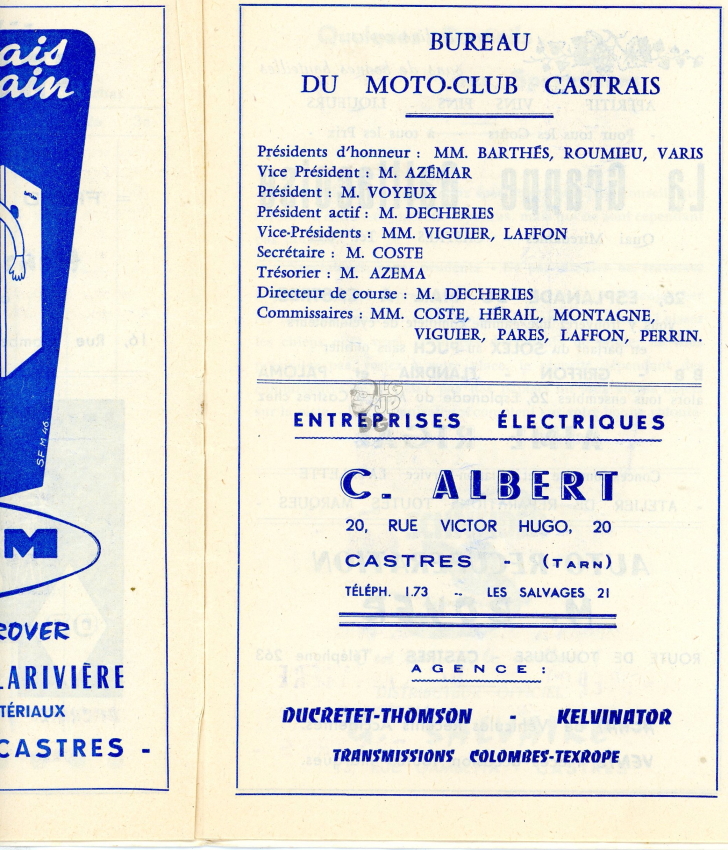 ais
ain
SFM 46
M
ROVER
LARIVIÈRE
TÉRIAUX
CASTRES -
BUREAU
DU MOTO-CLUB CASTRAIS
Présidents d'honneur : MM. BARTHÉS, ROUMIEU, VARIS
Vice Président : M. AZÉMAR
Président : M. VOYEUX
Président actif : M. DECHERIES
Vice-Présidents : MM. VIGUIER, LAFFON
Secrétaire : M. COSTE
Trésorier : M. AZEMA
Directeur de course : M. DECHERIES
Commissaires : MM. COSTE, HÉRAIL, MONTAGNE,
VIGUIER, PARES, LAFFON, PERRIN.
ENTREPRISES ÉLECTRIQUES
C. ALBERT
20, RUE VICTOR HUGO, 20
CASTRES - (TARN)
TÉLÉPH. 1.73 -- LES SALVAGES 21
AGENCE :
DUCRETET-THOMSON - KELVINATOR
TRANSMISSIONS COLOMBES-TEXROPE